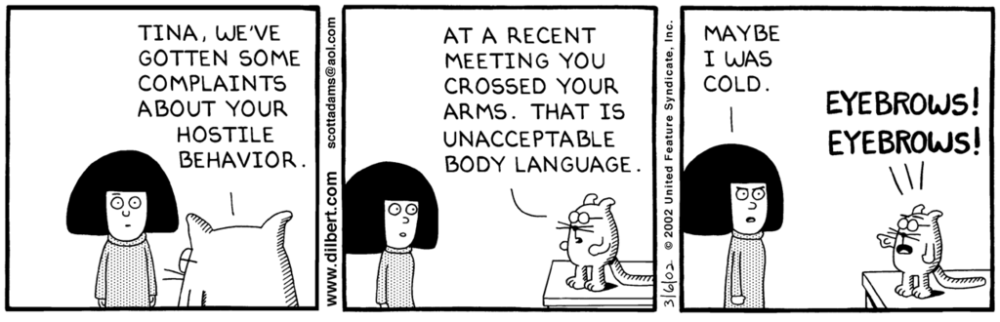 TINA, WE'VE
GOTTEN SOME
COMPLAINTS
ABOUT YOUR
HOSTILE
BEHAVIOR.
www.dilbert.com scottadams@aol.com
AT A RECENT
MEETING YOU
CROSSED YOUR
ARMS. THAT IS
UNACCEPTABLE
BODY LANGUAGE.
3/6/02 © 2002 United Feature Syndicate, Inc.
MAYBE
I WAS
COLD.
EYEBROWS!
EYEBROWS!